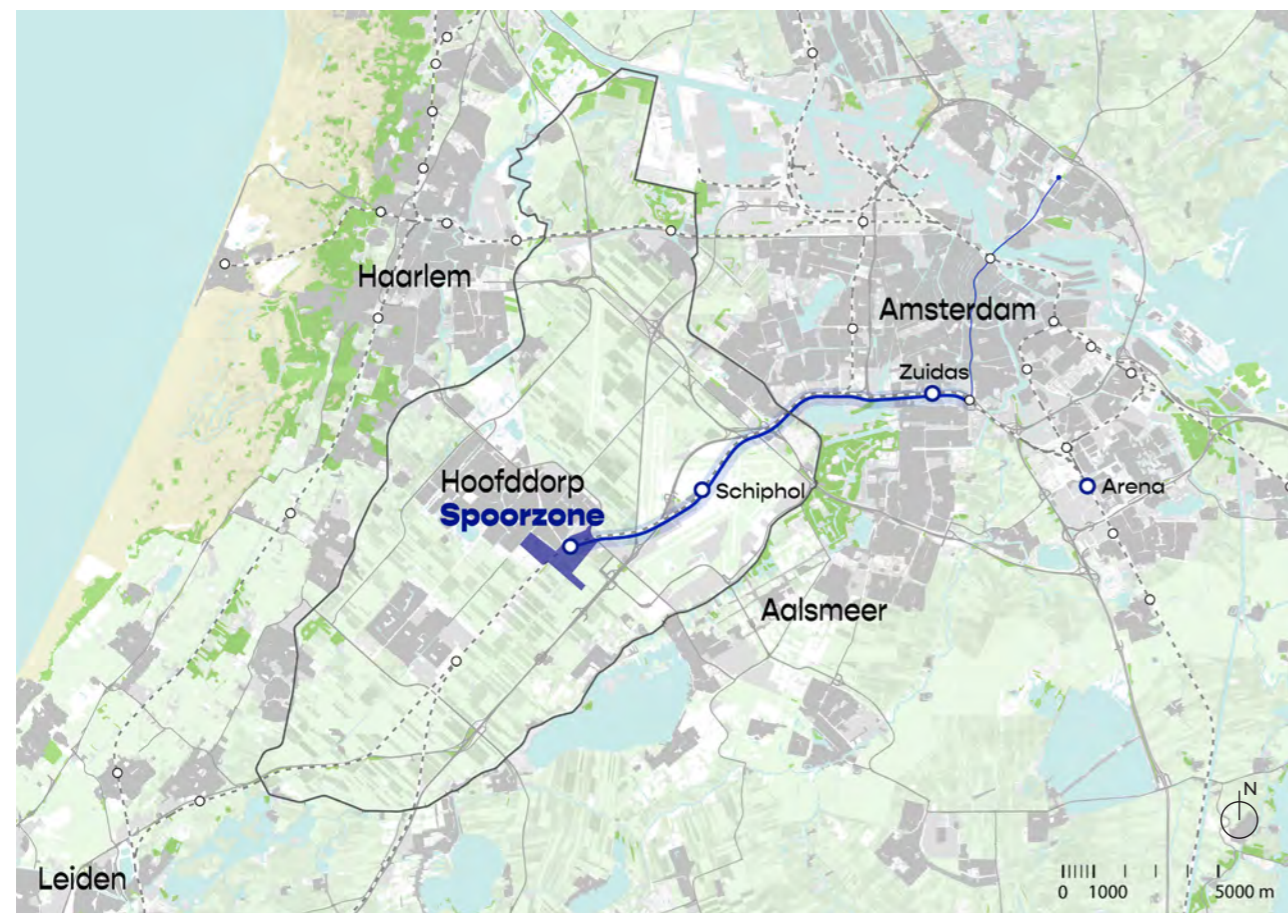 Haarlem
Amsterdam
Zuidas
Hoofddorp
Spoorzone
Schiphol
Arena
Aalsmeer
Leiden
N
0 1000 5000 m